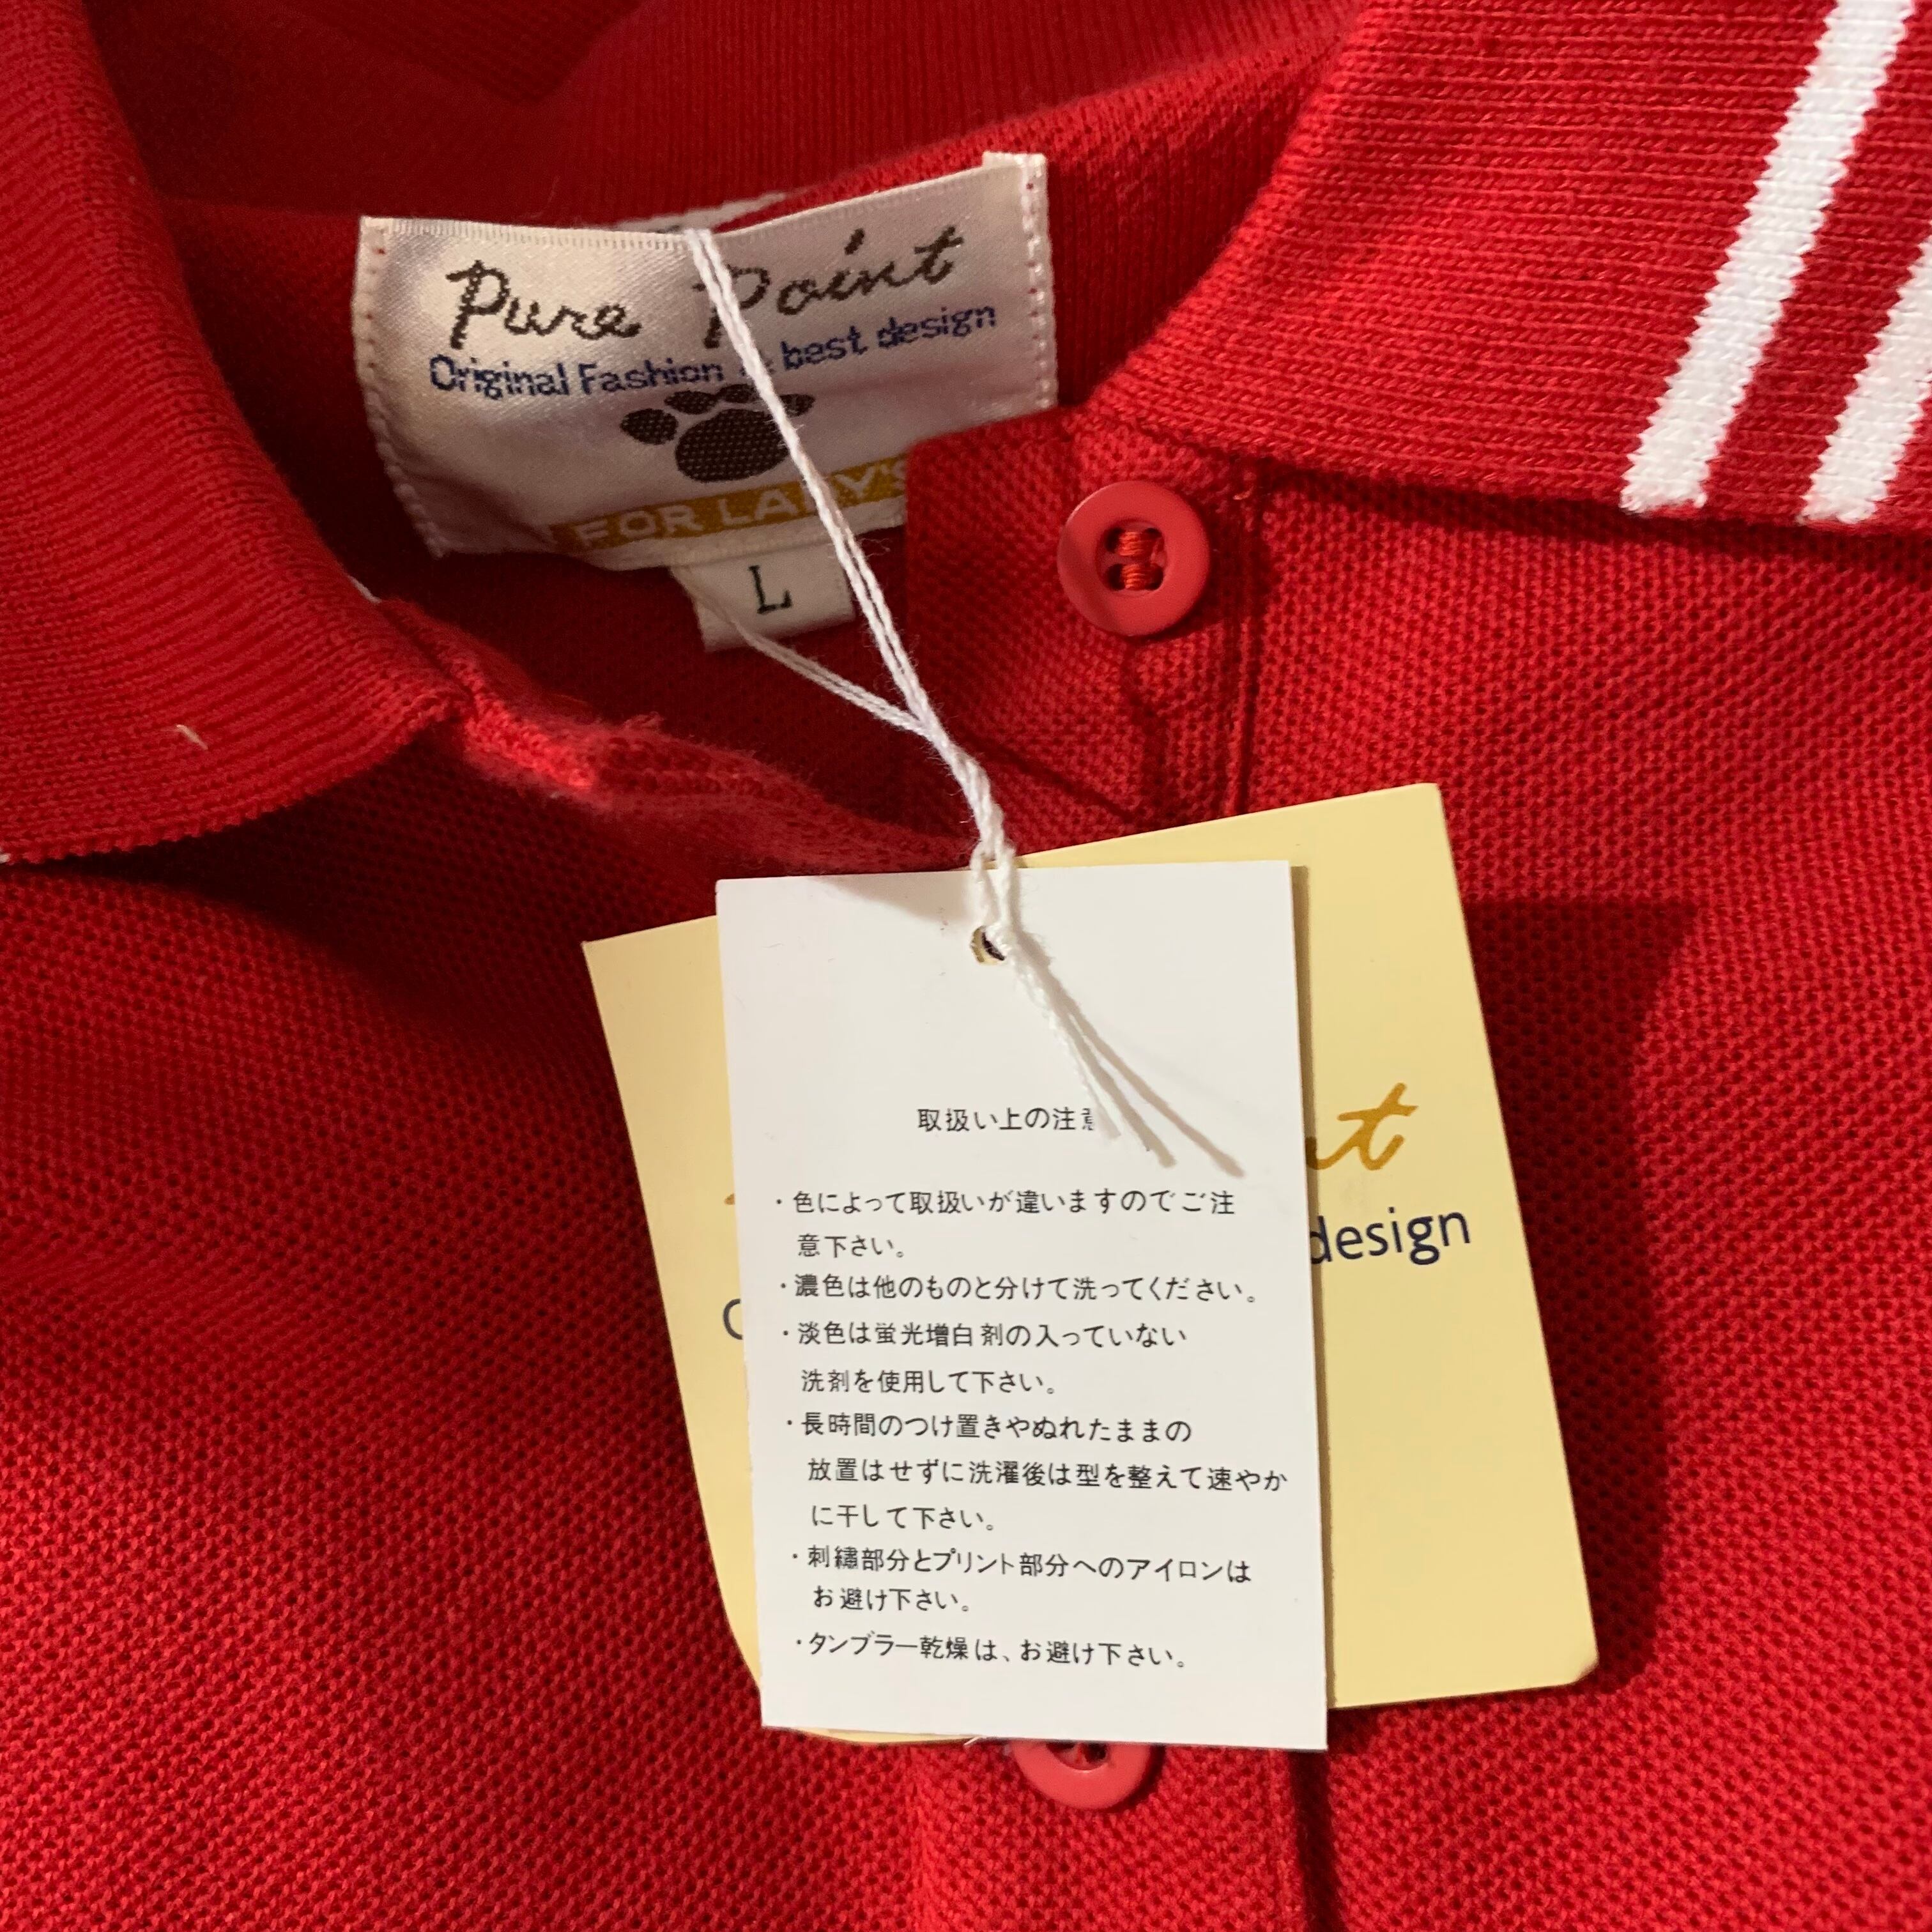 Pure Point
Original Fashion & best design
FOR LADY'S
L
取扱い上の注意
・色によって取扱いが違いますのでご注
意下さい。
・濃色は他のものと分けて洗ってください。
・淡色は蛍光増白剤の入っていない
洗剤を使用して下さい。
・長時間のつけ置きやぬれたままの
放置はせずに洗濯後は型を整えて速やか
に干して下さい。
・刺繍部分とプリント部分へのアイロンは
お避け下さい。
・タンブラー乾燥は、お避け下さい。
design